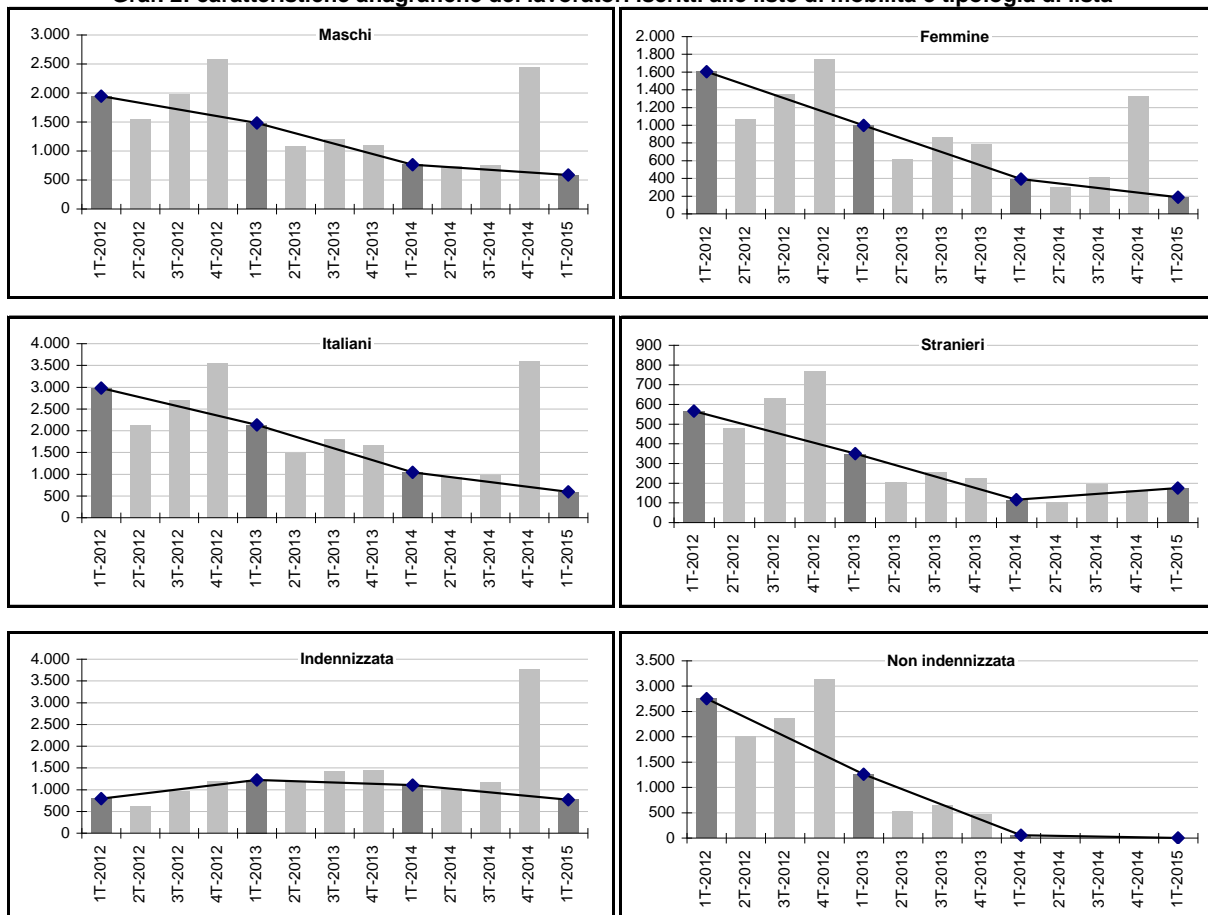 Graf. 2: caratteristiche anagrafiche dei lavoratori iscritti alle liste di mobilità e tipologia di lista
Maschi
3.000
2.500
2.000
1.500
1.000
500
0
1T-2012
2T-2012
3T-2012
4T-2012
1T-2013
2T-2013
3T-2013
4T-2013
1T-2014
2T-2014
3T-2014
4T-2014
1T-2015
Femmine
2.000
1.800
1.600
1.400
1.200
1.000
800
600
400
200
0
1T-2012
2T-2012
3T-2012
4T-2012
1T-2013
2T-2013
3T-2013
4T-2013
1T-2014
2T-2014
3T-2014
4T-2014
1T-2015
Italiani
4.000
3.500
3.000
2.500
2.000
1.500
1.000
500
0
1T-2012
2T-2012
3T-2012
4T-2012
1T-2013
2T-2013
3T-2013
4T-2013
1T-2014
2T-2014
3T-2014
4T-2014
1T-2015
Stranieri
900
800
700
600
500
400
300
200
100
0
1T-2012
2T-2012
3T-2012
4T-2012
1T-2013
2T-2013
3T-2013
4T-2013
1T-2014
2T-2014
3T-2014
4T-2014
1T-2015
Indennizzata
4.000
3.500
3.000
2.500
2.000
1.500
1.000
500
0
1T-2012
2T-2012
3T-2012
4T-2012
1T-2013
2T-2013
3T-2013
4T-2013
1T-2014
2T-2014
3T-2014
4T-2014
1T-2015
Non indennizzata
3.500
3.000
2.500
2.000
1.500
1.000
500
0
1T-2012
2T-2012
3T-2012
4T-2012
1T-2013
2T-2013
3T-2013
4T-2013
1T-2014
2T-2014
3T-2014
4T-2014
1T-2015